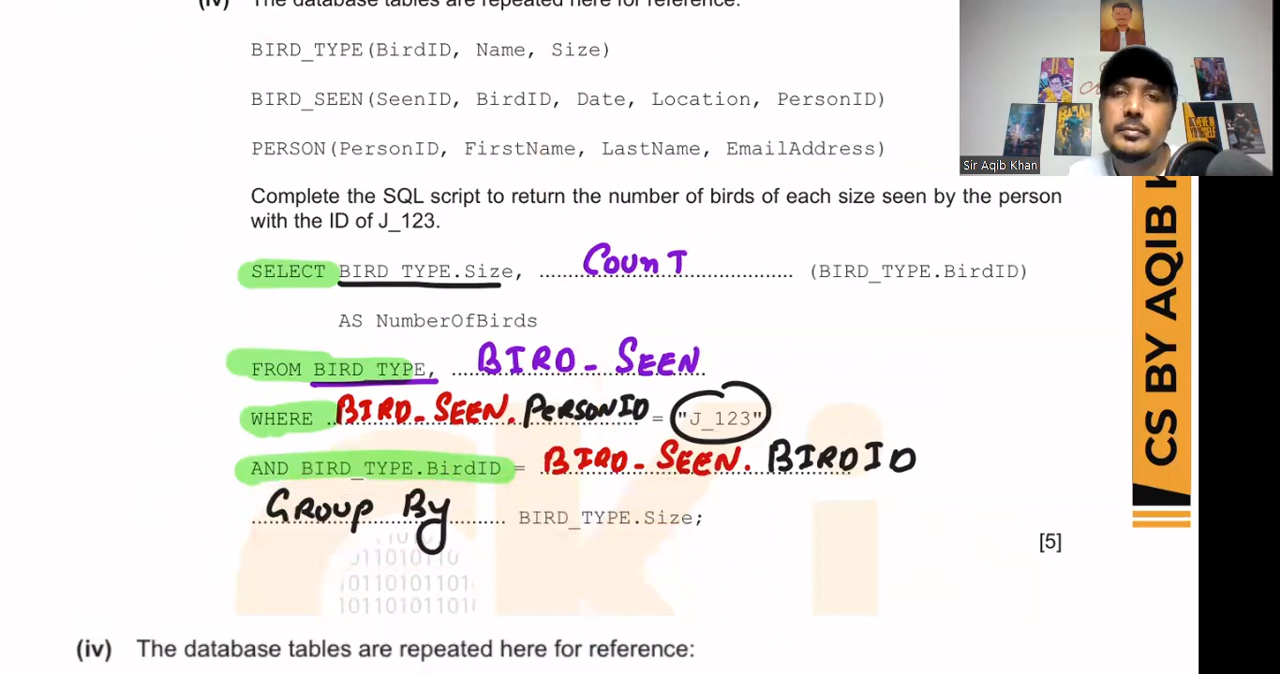 (iv) The database tables are repeated here for reference:
BIRD_TYPE(BirdID, Name, Size)
BIRD_SEEN(SeenID, BirdID, Date, Location, PersonID)
PERSON(PersonID, FirstName, LastName, EmailAddress)
Sir Aqib Khan
Complete the SQL script to return the number of birds of each size seen by the person
with the ID of J_123.
SELECT BIRD_TYPE.Size, COUNT (BIRD_TYPE.BirdID)
AS NumberOfBirds
FROM BIRD_TYPE, BIRD_SEEN
WHERE BIRD_SEEN.PERSONID = "J_123"
AND BIRD_TYPE.BirdID = BIRD_SEEN.BIRDID
GROUP By BIRD_TYPE.Size;
[5]
CS BY AQIB
(iv) The database tables are repeated here for reference: